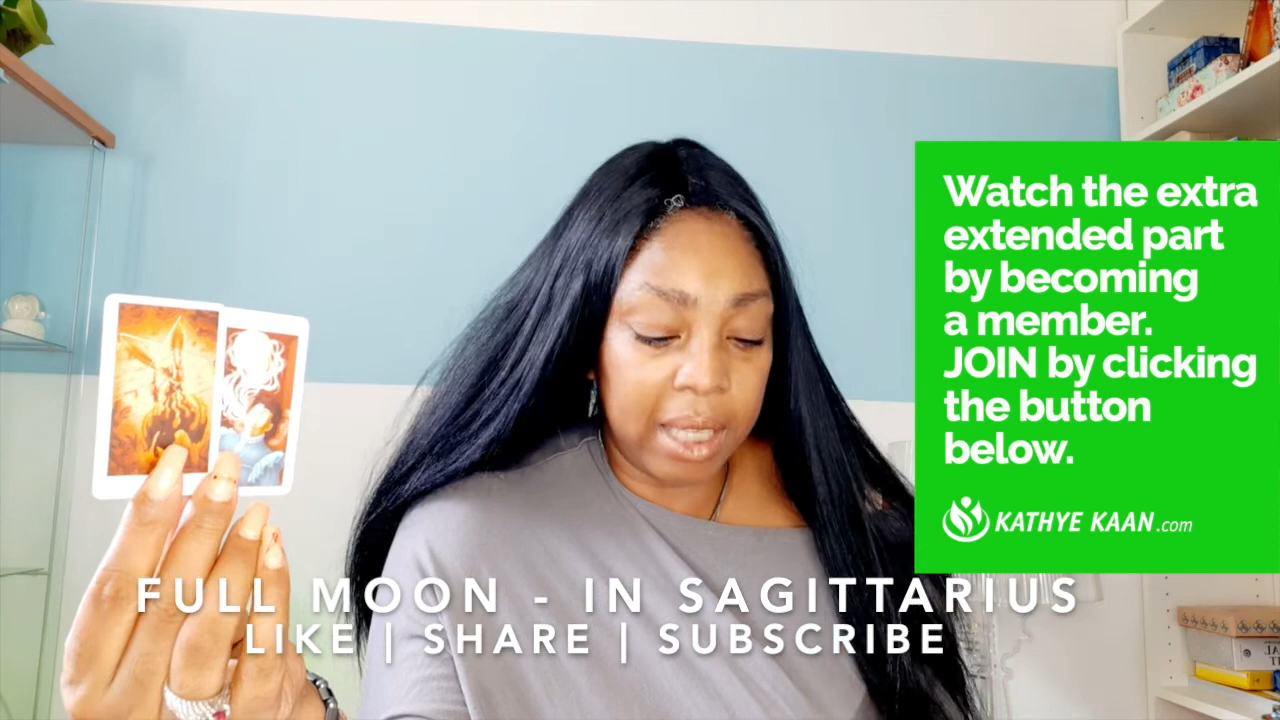 Watch the extra
extended part
by becoming
a member.
JOIN by clicking
the button
below.
KATHYE KAAN.com
FULL MOON - IN SAGITTARIUS
LIKE | SHARE | SUBSCRIBE